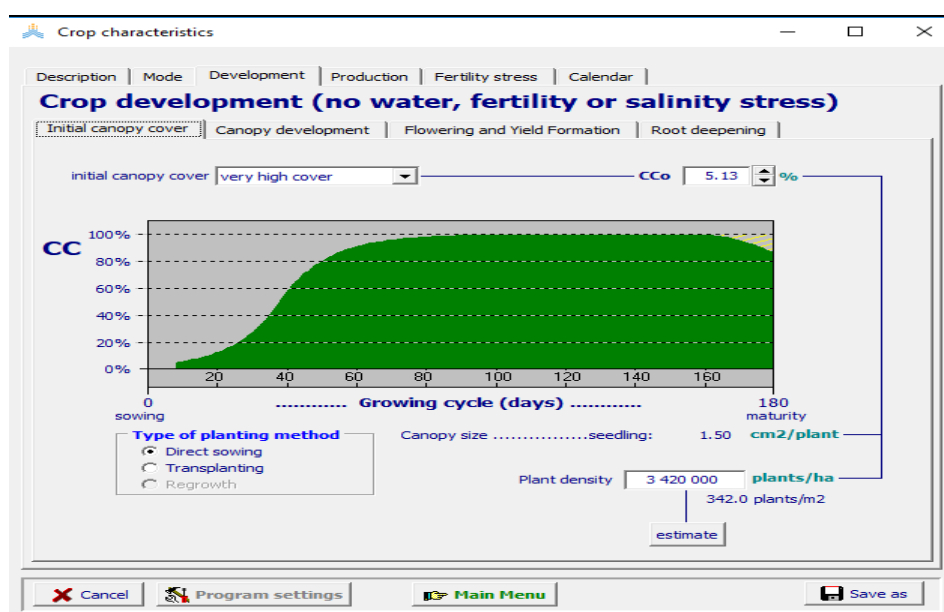 Crop characteristics
Description Mode Development Production Fertility stress Calendar
Crop development (no water, fertility or salinity stress)
Initial canopy cover Canopy development Flowering and Yield Formation Root deepening
initial canopy cover very high cover CCo 5.13 %
CC
100%
80%
60%
40%
20%
0%
20 40 60 80 100 120 140 160
0 ........... Growing cycle (days) ........... 180
sowing maturity
Type of planting method
Direct sowing
Transplanting
Regrowth
Canopy size ................seedling: 1.50 cm2/plant
Plant density 3 420 000 plants/ha
342.0 plants/m2
estimate
Cancel Program settings Main Menu Save as